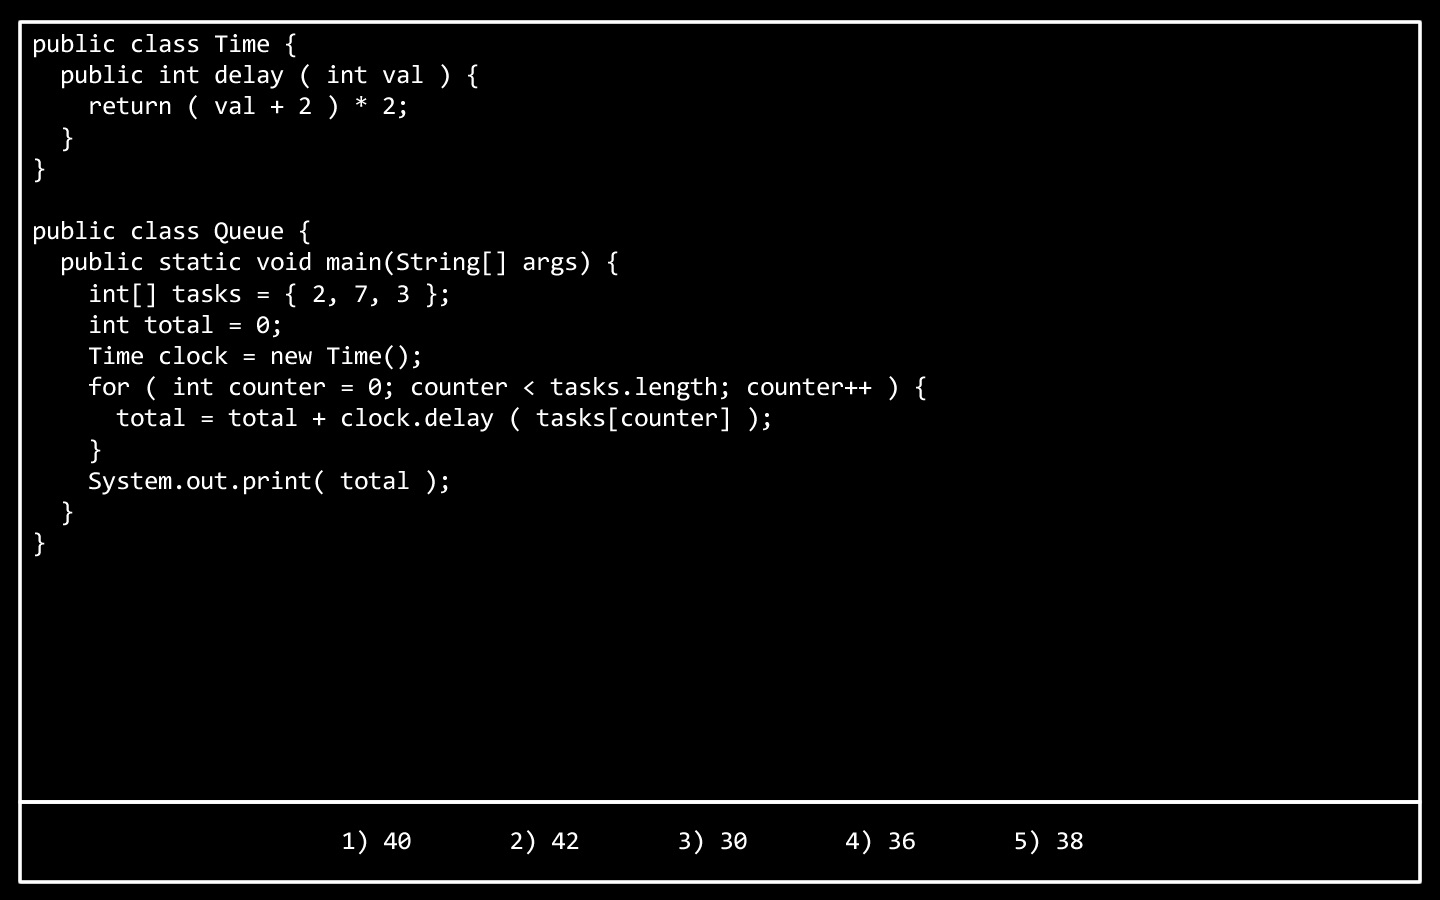 public class Time {
  public int delay ( int val ) {
    return ( val + 2 ) * 2;
  }
}

public class Queue {
  public static void main(String[] args) {
    int[] tasks = { 2, 7, 3 };
    int total = 0;
    Time clock = new Time();
    for ( int counter = 0; counter < tasks.length; counter++ ) {
      total = total + clock.delay ( tasks[counter] );
    }
    System.out.print( total );
  }
}
1) 40 2) 42 3) 30 4) 36 5) 38